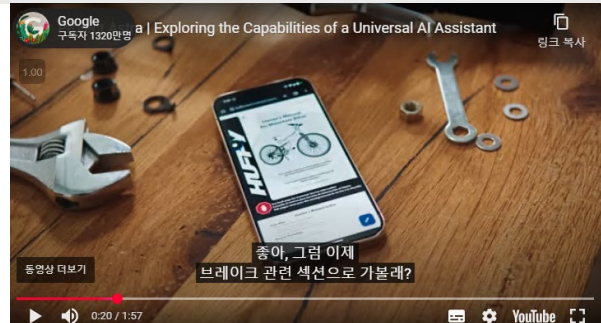 Google
구독자 1320만명
a | Exploring the Capabilities of a Universal AI Assistant
링크 복사
1.00
HUFFY
좋아, 그럼 이제
브레이크 관련 섹션으로 가볼래?
동영상 더보기
0:20 / 1:57
YouTube